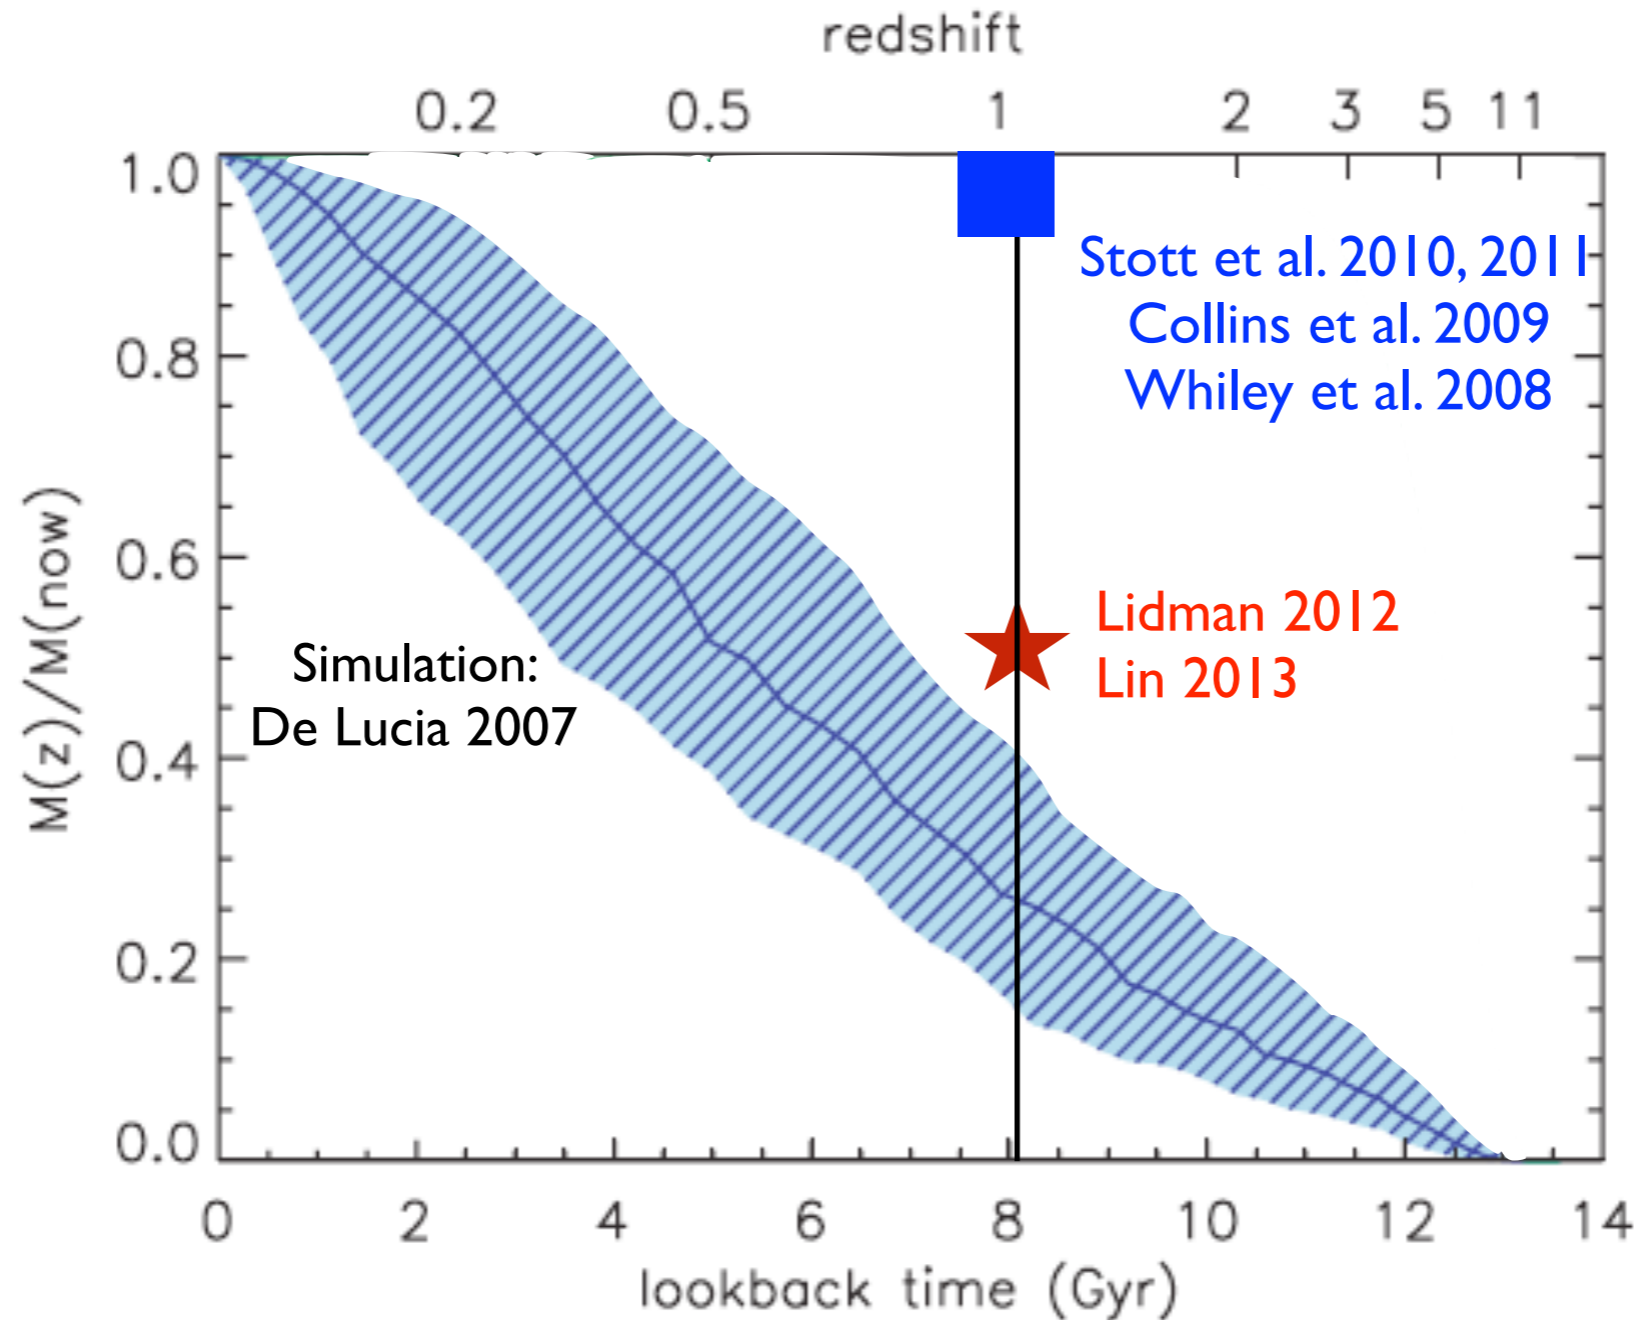 redshift
0.2 0.5 1 2 3 5 11
1.0
Stott et al. 2010, 2011
Collins et al. 2009
0.8
Whiley et al. 2008
M(z)/M(now)
0.6
Lidman 2012
Simulation:
Lin 2013
De Lucia 2007
0.4
0.2
0.0
0 2 4 6 8 10 12 14
lookback time (Gyr)